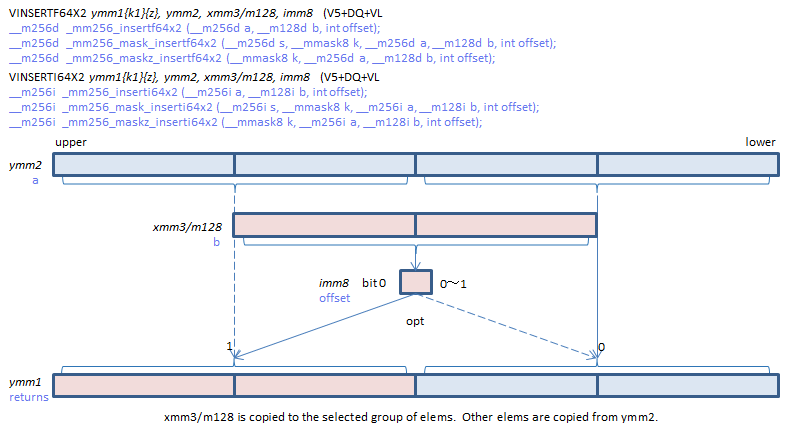 VINSERTF64X2 ymm1{k1}{z}, ymm2, xmm3/m128, imm8   (V5+DQ+VL
__m256d _mm256_insertf64x2 (__m256d a, __m128d b, int offset);
__m256d _mm256_mask_insertf64x2 (__m256d s, __mmask8 k, __m256d a, __m128d b, int offset);
__m256d _mm256_maskz_insertf64x2 (__mmask8 k, __m256d a, __m128d b, int offset);
VINSERTI64X2 ymm1{k1}{z}, ymm2, xmm3/m128, imm8   (V5+DQ+VL
__m256i _mm256_inserti64x2 (__m256i a, __m128i b, int offset);
__m256i _mm256_mask_inserti64x2 (__m256i s, __mmask8 k, __m256i a, __m128i b, int offset);
__m256i _mm256_maskz_inserti64x2 (__mmask8 k, __m256i a, __m128i b, int offset);
upper lower
ymm2
a
xmm3/m128
b
imm8 bit 0 0～1
offset
opt
1 0
ymm1
returns
xmm3/m128 is copied to the selected group of elems.  Other elems are copied from ymm2.